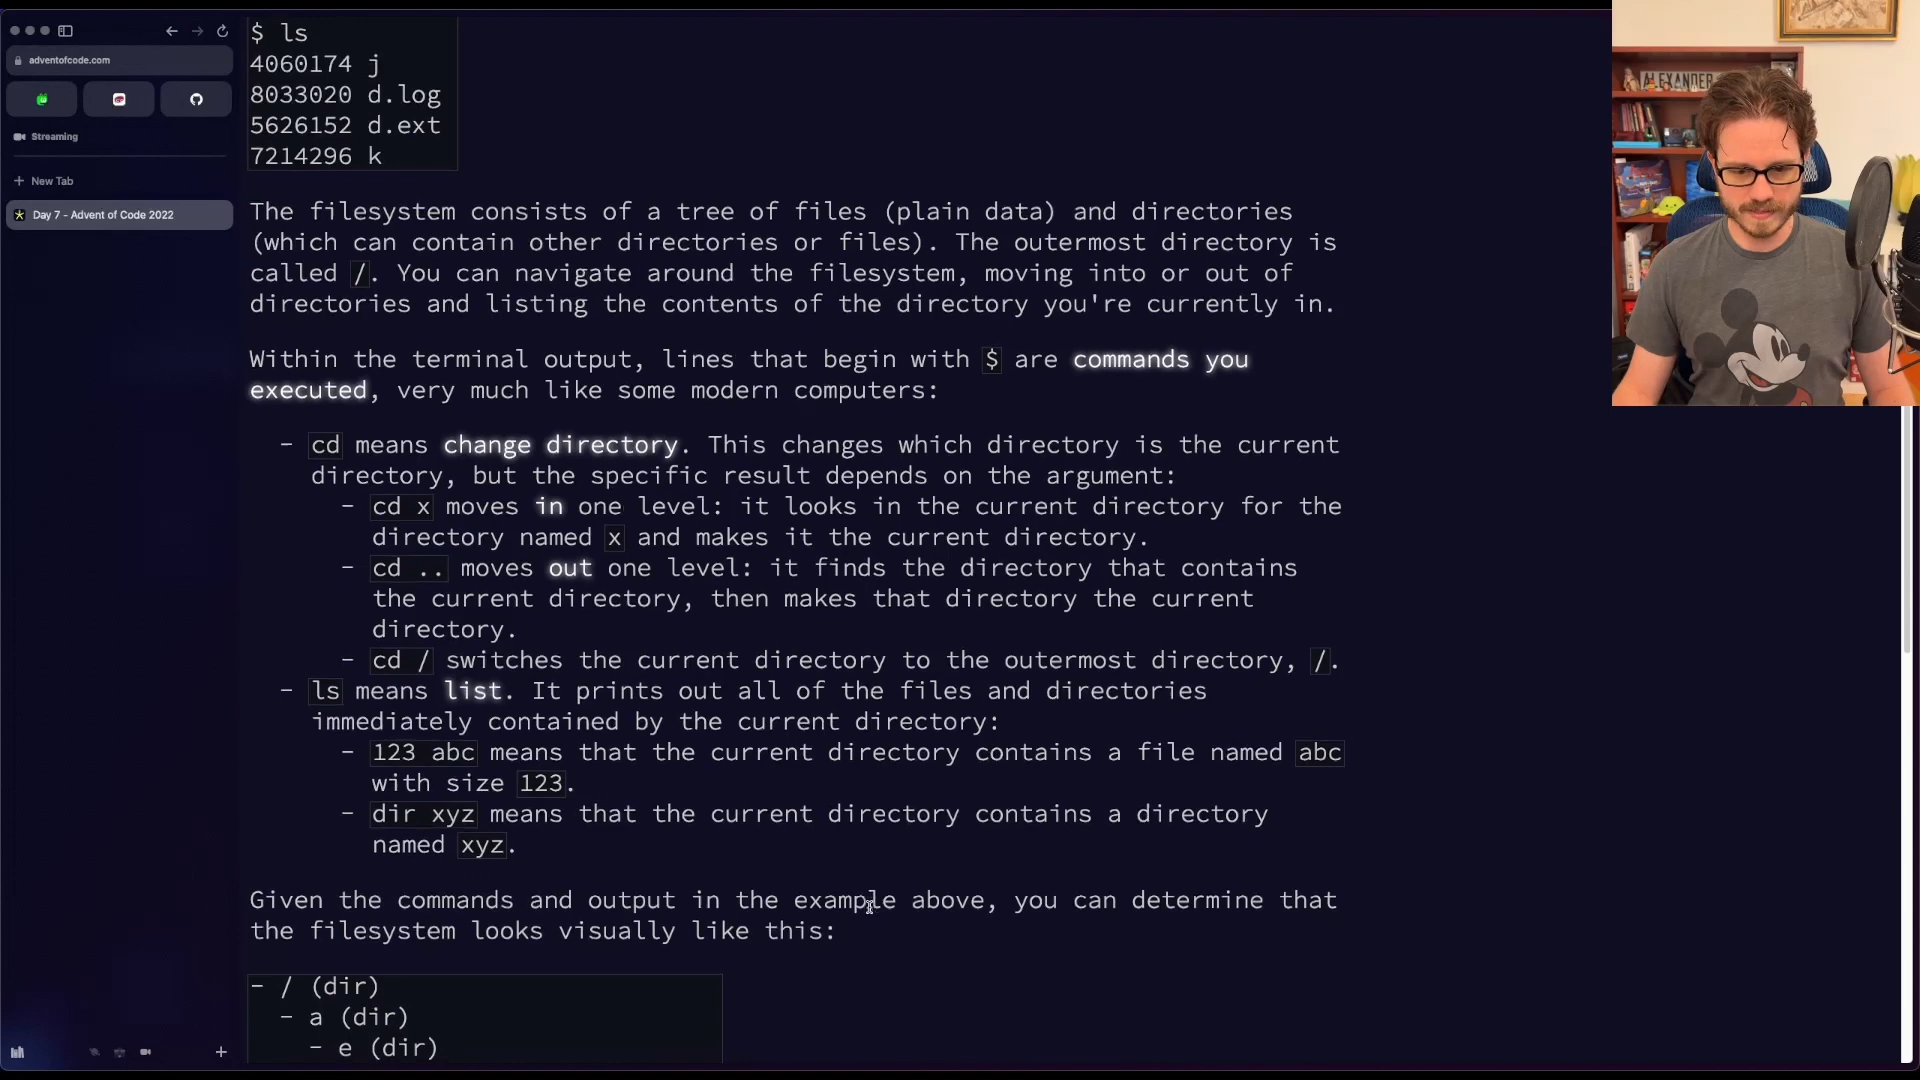 $ ls
4060174 j
8033020 d.log
5626152 d.ext
7214296 k
adventofcode.com
Streaming
New Tab
Day 7 - Advent of Code 2022
ALEXANDER
The filesystem consists of a tree of files (plain data) and directories
(which can contain other directories or files). The outermost directory is
called /. You can navigate around the filesystem, moving into or out of
directories and listing the contents of the directory you're currently in.
Within the terminal output, lines that begin with $ are commands you
executed, very much like some modern computers:
- cd means change directory. This changes which directory is the current
directory, but the specific result depends on the argument:
- cd x moves in one level: it looks in the current directory for the
directory named x and makes it the current directory.
- cd .. moves out one level: it finds the directory that contains
the current directory, then makes that directory the current
directory.
- cd / switches the current directory to the outermost directory, /.
- ls means list. It prints out all of the files and directories
immediately contained by the current directory:
- 123 abc means that the current directory contains a file named abc
with size 123.
- dir xyz means that the current directory contains a directory
named xyz.
Given the commands and output in the example above, you can determine that
the filesystem looks visually like this:
- / (dir)
- a (dir)
- e (dir)